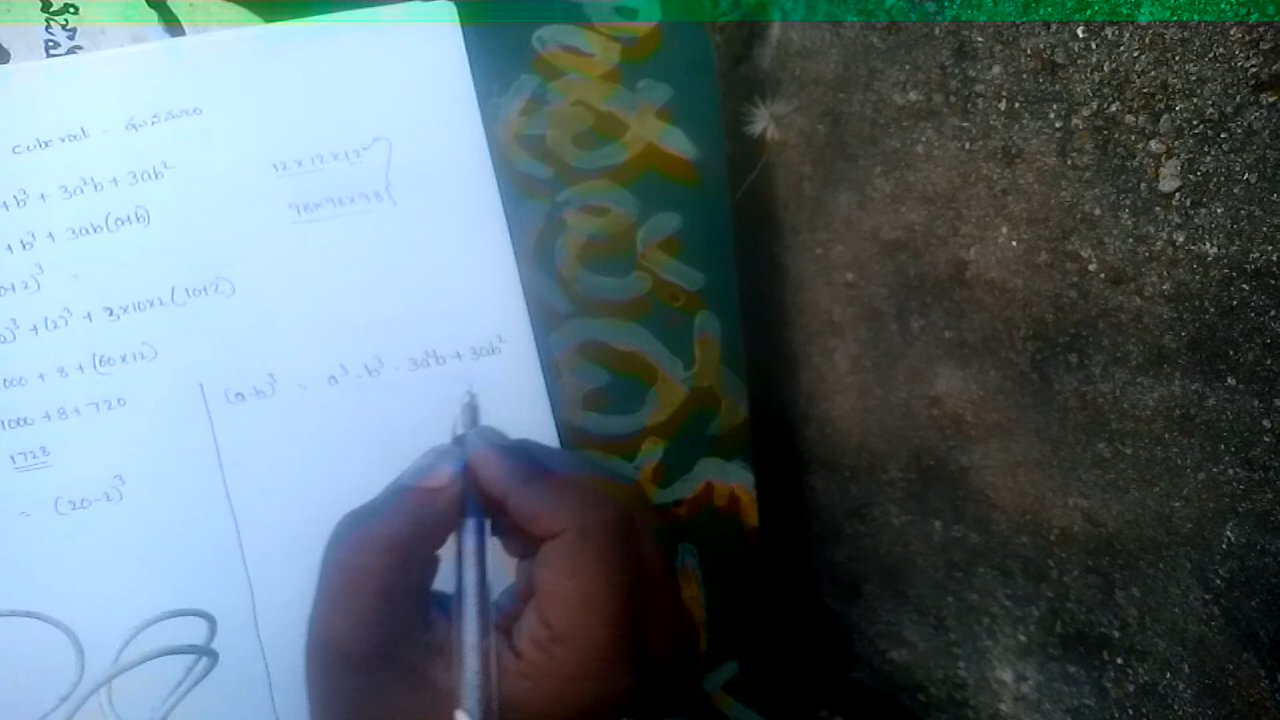 Cube root -
+ b³ + 3a²b + 3ab²
+ b³ + 3ab(a+b)
0+2)³ =
)³ + (2)³ + 3×10×2(10+2)
000 + 8 + (60×12)
1000 + 8 + 720
1728
= (20-2)³
12×12×12
98×98×98
(a-b)³ = a³ - b³ - 3a²b + 3ab²